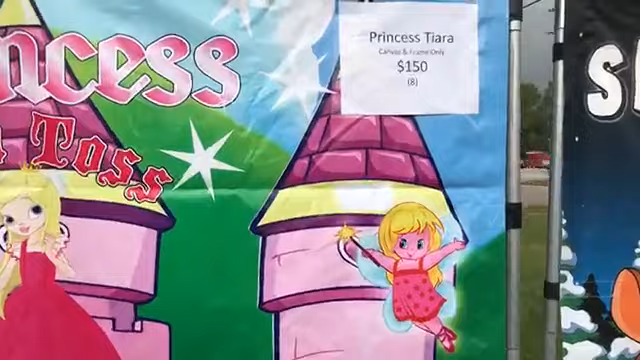 ncess
Toss
Princess Tiara
Canvas & Frame Only
$150
(8)
S